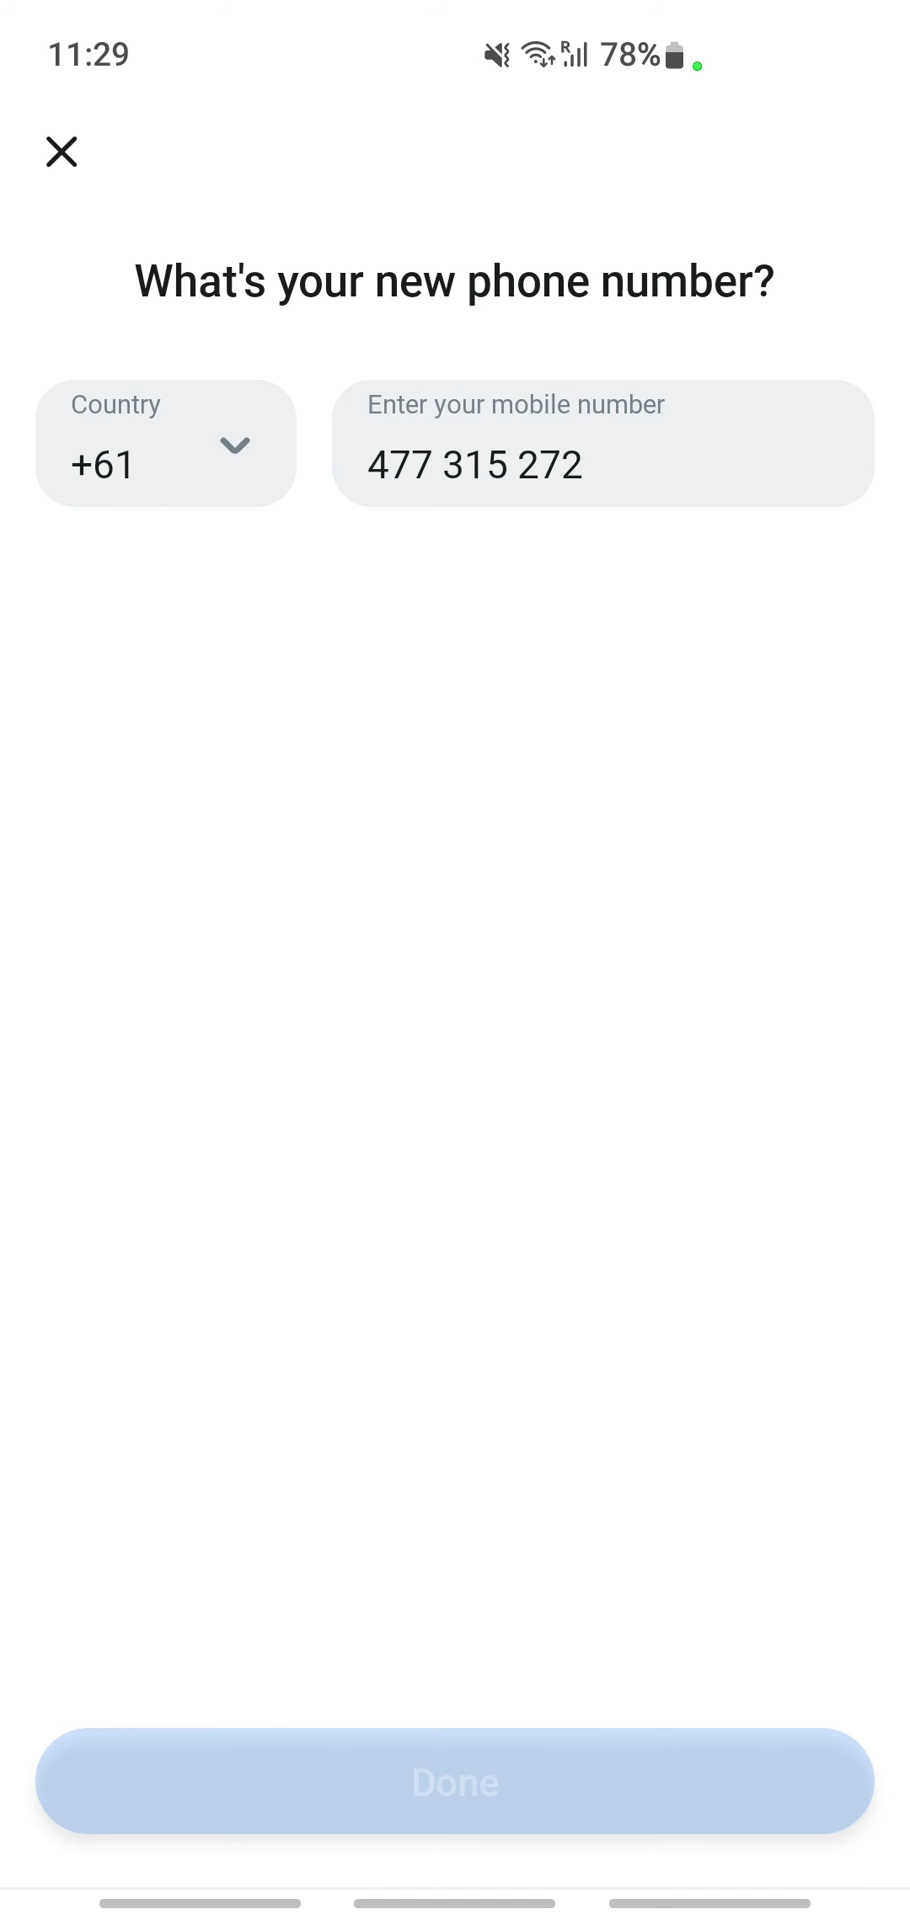 11:29
R 78%
What's your new phone number?
Country
+61
Enter your mobile number
477 315 272
Done